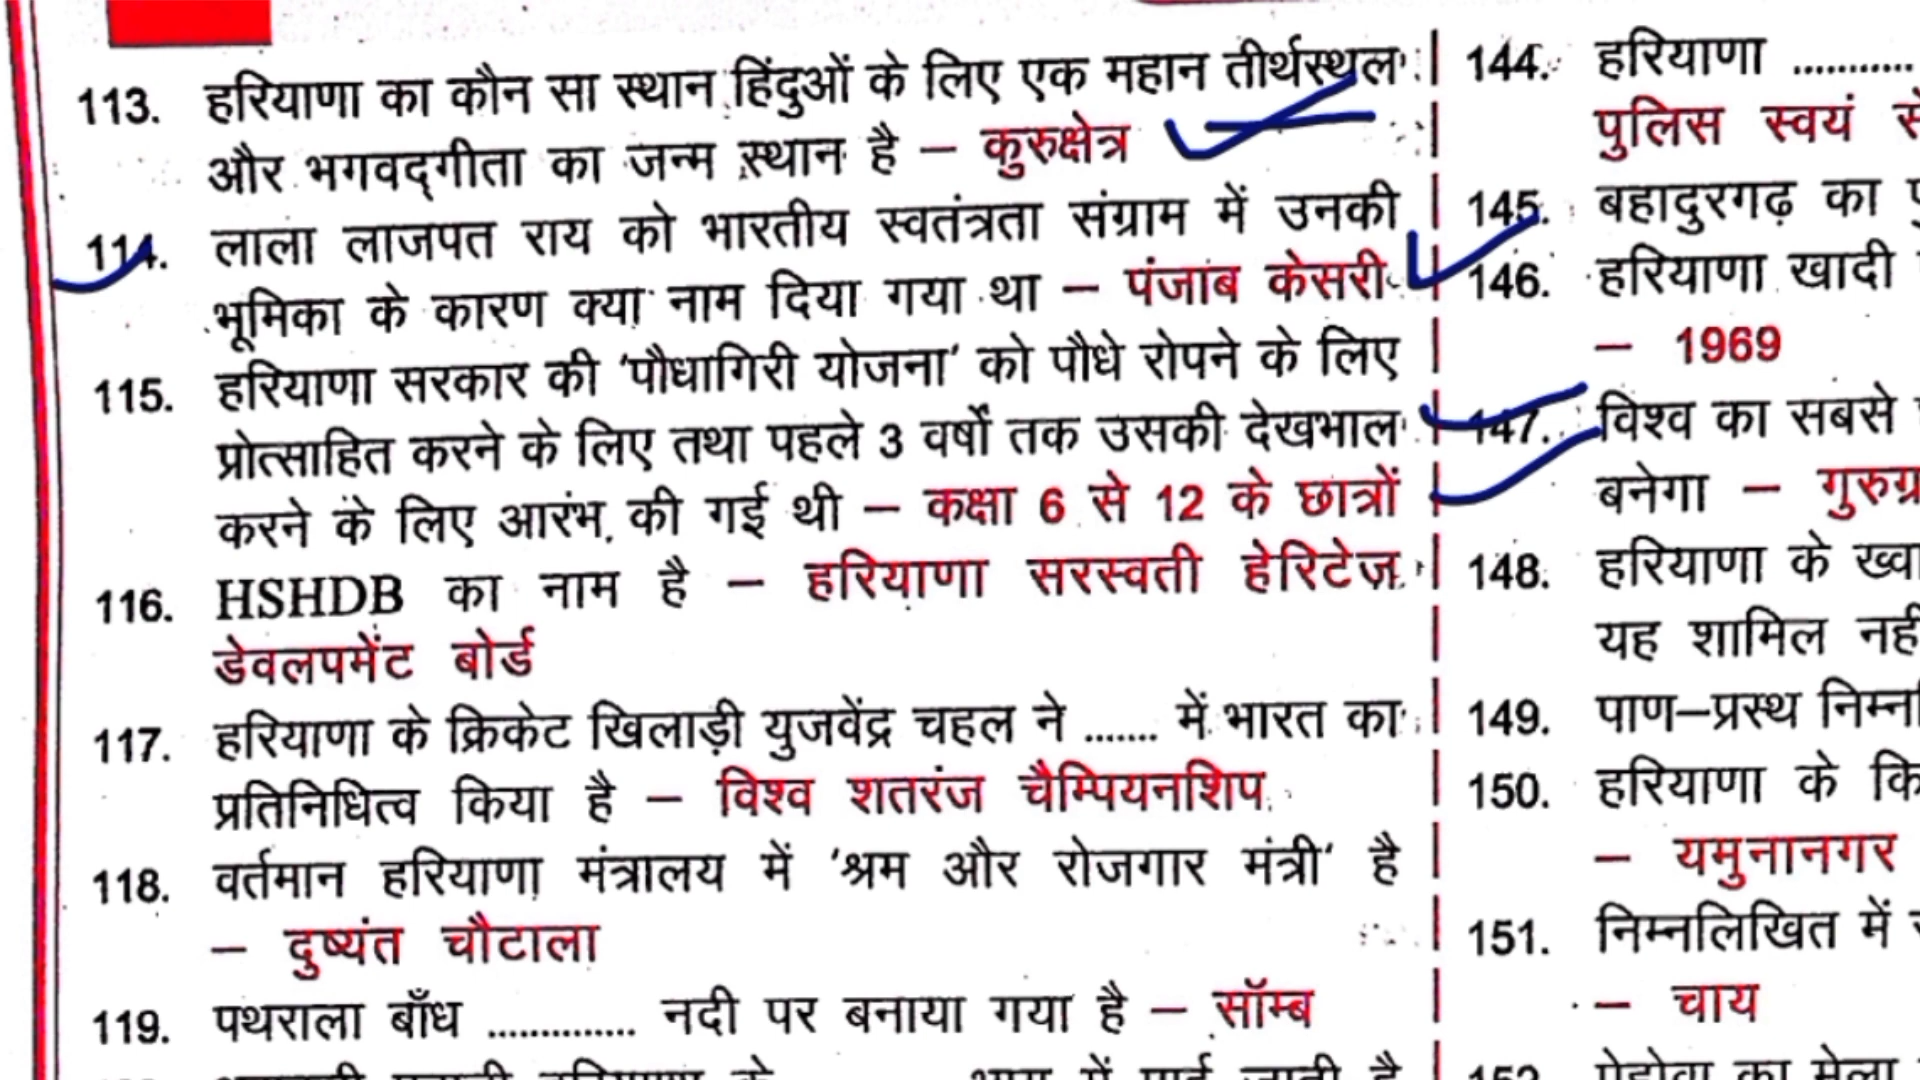 113. हरियाणा का कौन सा स्थान हिंदुओं के लिए एक महान तीर्थस्थल
और भगवद्‌गीता का जन्म स्थान है – कुरुक्षेत्र
114. लाला लाजपत राय को भारतीय स्वतंत्रता संग्राम में उनकी
भूमिका के कारण क्या नाम दिया गया था – पंजाब केसरी
115. हरियाणा सरकार की 'पौधागिरी योजना' को पौधे रोपने के लिए
प्रोत्साहित करने के लिए तथा पहले 3 वर्षों तक उसकी देखभाल
करने के लिए आरंभ की गई थी – कक्षा 6 से 12 के छात्रों
116. HSHDB का नाम है – हरियाणा सरस्वती हेरिटेज
डेवलपमेंट बोर्ड
117. हरियाणा के क्रिकेट खिलाड़ी युजवेंद्र चहल ने ....... में भारत का
प्रतिनिधित्व किया है – विश्व शतरंज चैम्पियनशिप
118. वर्तमान हरियाणा मंत्रालय में 'श्रम और रोजगार मंत्री' है
– दुष्यंत चौटाला
119. पथराला बाँध .............. नदी पर बनाया गया है – सॉम्ब
144. हरियाणा ...........
पुलिस स्वयं
145. बहादुरगढ़ का
146. हरियाणा खादी
– 1969
147. विश्व का सबसे
बनेगा –
148. हरियाणा के
यह शामिल
149. पाण–प्रस्थ
150. हरियाणा के
– यमुनानगर
151. निम्नलिखित में
– चाय